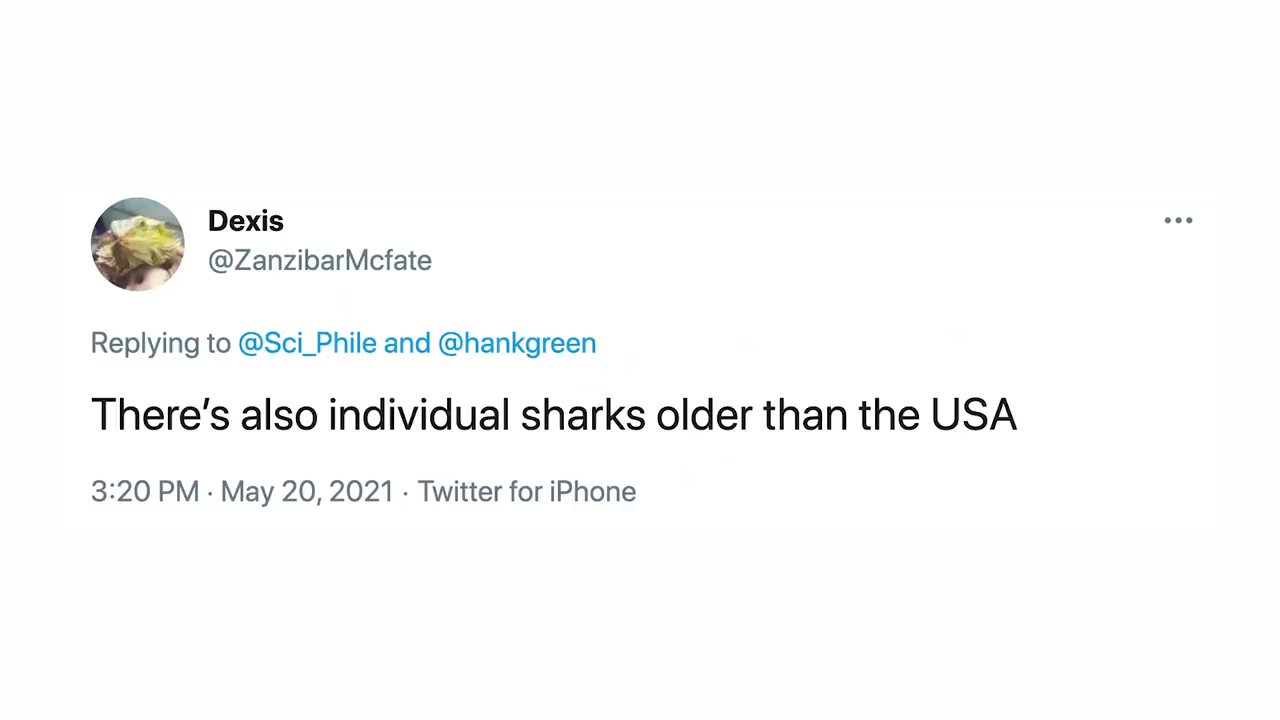 Dexis
@ZanzibarMcfate
Replying to @Sci_Phile and @hankgreen
There’s also individual sharks older than the USA
3:20 PM · May 20, 2021 · Twitter for iPhone